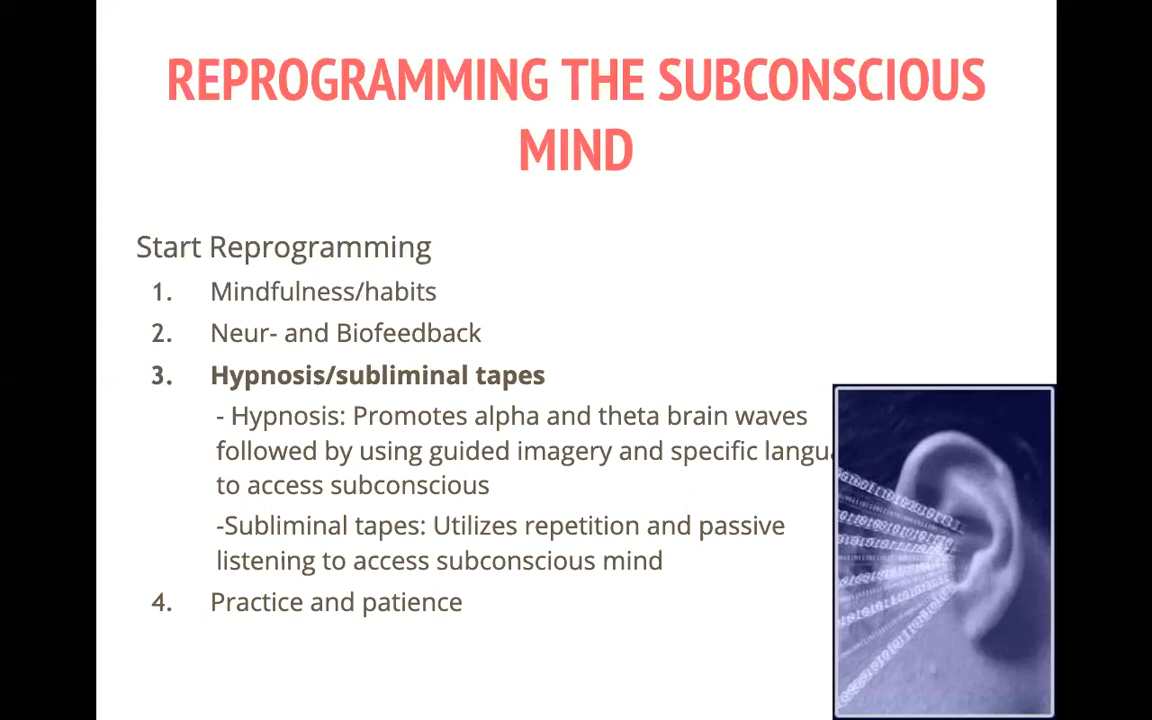 REPROGRAMMING THE SUBCONSCIOUS
MIND
Start Reprogramming
1. Mindfulness/habits
2. Neur- and Biofeedback
3. Hypnosis/subliminal tapes
- Hypnosis: Promotes alpha and theta brain waves
followed by using guided imagery and specific langua
to access subconscious
-Subliminal tapes: Utilizes repetition and passive
listening to access subconscious mind
4. Practice and patience